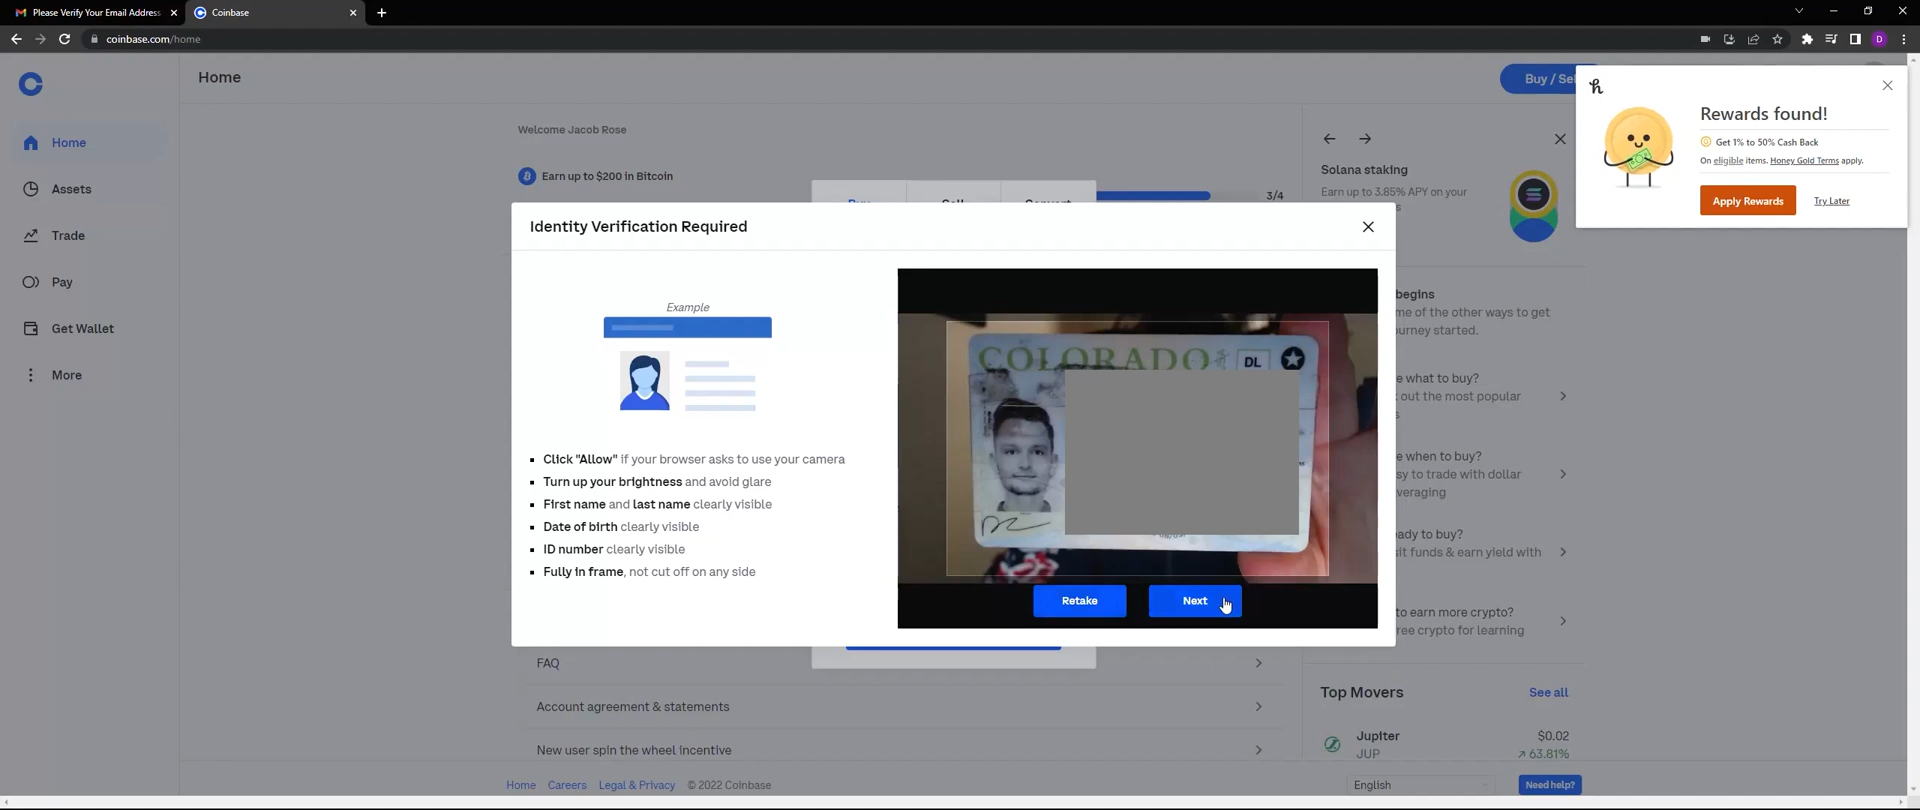 Please Verify Your Email Address
Coinbase
coinbase.com/home
D
Home
Buy / Sel
Home
Assets
Trade
Pay
Get Wallet
More
Welcome Jacob Rose
Earn up to $200 in Bitcoin
3/4
Solana staking
Earn up to 3.85% APY on your
Rewards found!
Get 1% to 50% Cash Back
On eligible items. Honey Gold Terms apply.
Apply Rewards
Try Later
Identity Verification Required
Example
Click "Allow" if your browser asks to use your camera
Turn up your brightness and avoid glare
First name and last name clearly visible
Date of birth clearly visible
ID number clearly visible
Fully in frame, not cut off on any side
COLORADO
DL
Retake
Next
begins
me of the other ways to get
urney started.
what to buy?
out the most popular
when to buy?
sy to trade with dollar
veraging
ady to buy?
sit funds & earn yield with
to earn more crypto?
ree crypto for learning
FAQ
Account agreement & statements
New user spin the wheel incentive
Top Movers
See all
Jupiter
$0.02
JUP
↗ 63.81%
Home
Careers
Legal & Privacy
© 2022 Coinbase
English
Need help?